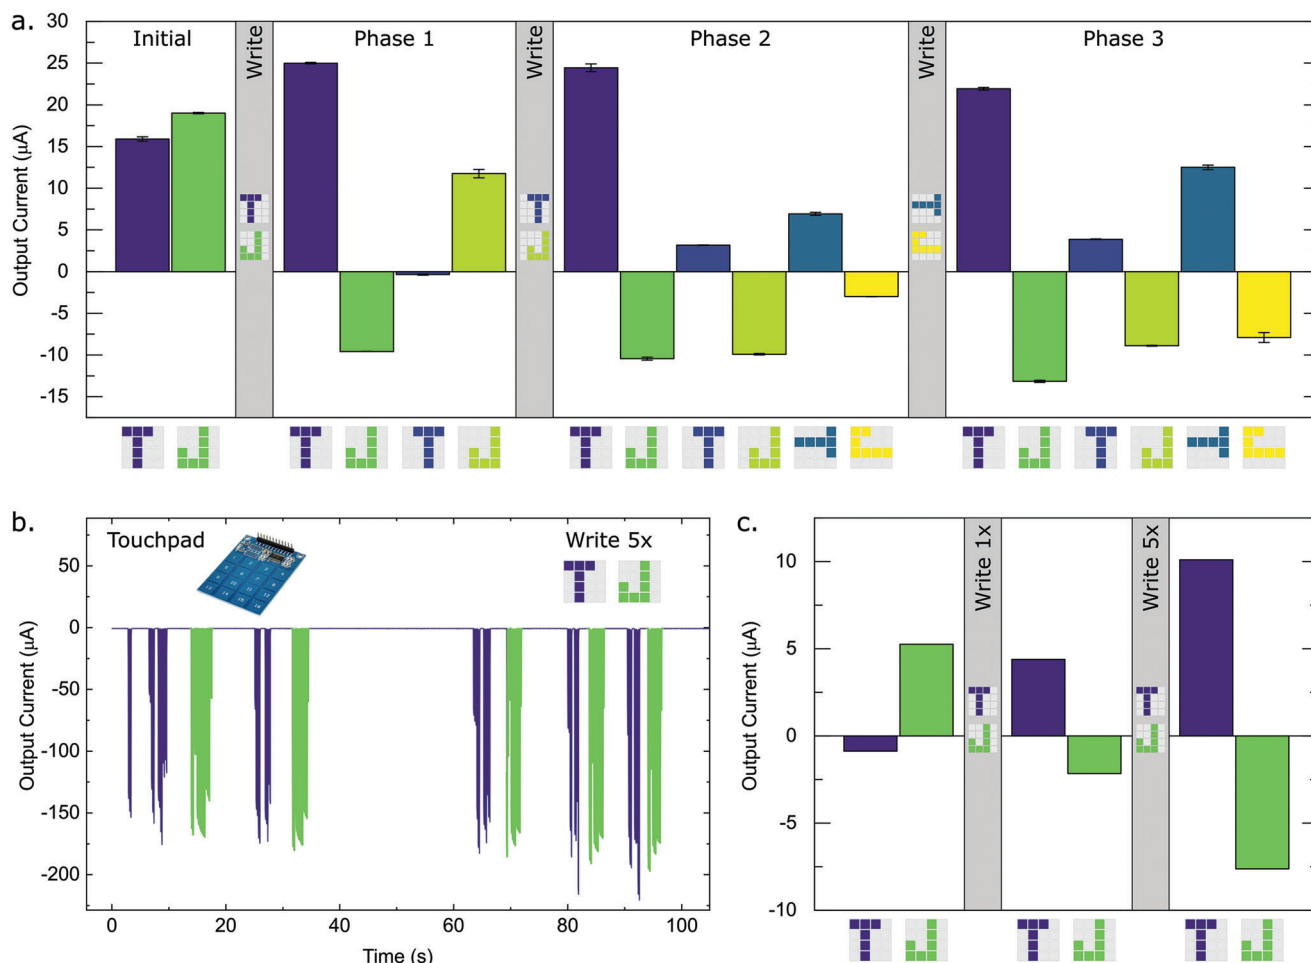 a.
Initial
Write
Phase 1
Write
Phase 2
Write
Phase 3
Output Current (µA)
30
25
20
15
10
5
0
-5
-10
-15
b.
Touchpad
Write 5x
Output Current (µA)
50
0
-50
-100
-150
-200
0
20
40
60
80
100
Time (s)
c.
Write 1x
Write 5x
Output Current (µA)
10
5
0
-5
-10